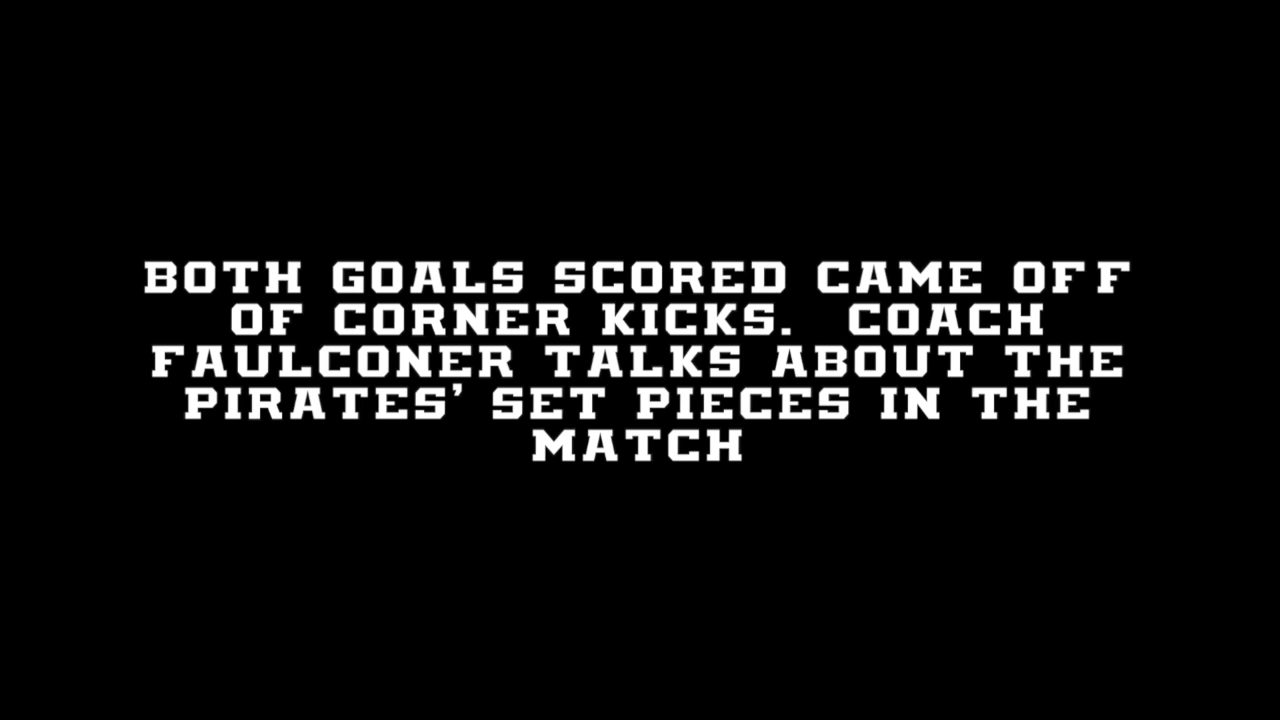 BOTH GOALS SCORED CAME OFF
OF CORNER KICKS.  COACH
FAULCONER TALKS ABOUT THE
PIRATES' SET PIECES IN THE
MATCH